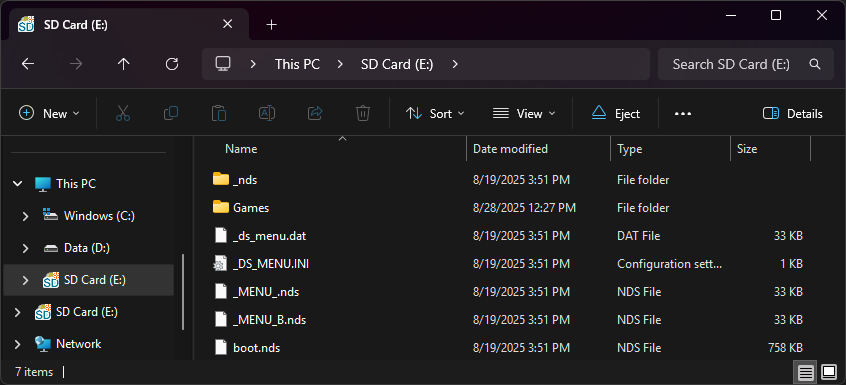 SD Card (E:)
This PC
SD Card (E:)
Search SD Card (E:)
New
Sort
View
Eject
Details
Name
Date modified
Type
Size
This PC
Windows (C:)
Data (D:)
SD Card (E:)
SD Card (E:)
Network
_nds 8/19/2025 3:51 PM File folder
Games 8/28/2025 12:27 PM File folder
_ds_menu.dat 8/19/2025 3:51 PM DAT File 33 KB
_DS_MENU.INI 8/19/2025 3:51 PM Configuration sett... 1 KB
_MENU_.nds 8/19/2025 3:51 PM NDS File 33 KB
_MENU_B.nds 8/19/2025 3:51 PM NDS File 33 KB
boot.nds 8/19/2025 3:51 PM NDS File 758 KB
7 items